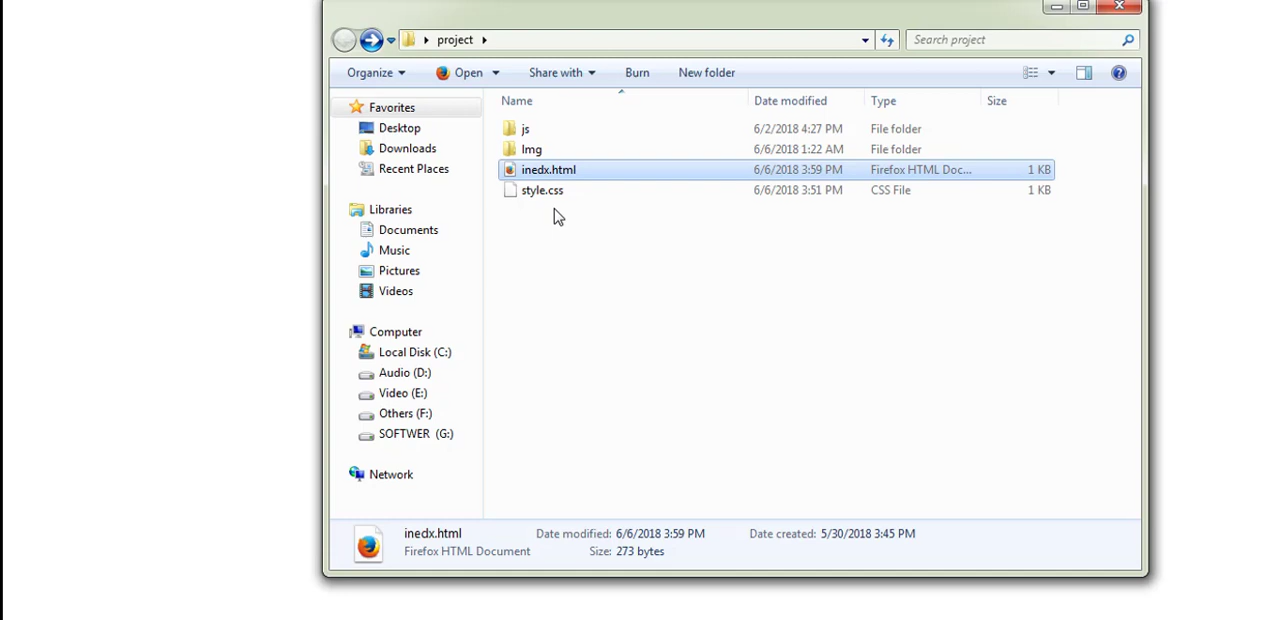 project
Search project
Organize Open Share with Burn New folder
Name Date modified Type Size
Favorites
Desktop
Downloads
Recent Places
Libraries
Documents
Music
Pictures
Videos
Computer
Local Disk (C:)
Audio (D:)
Video (E:)
Others (F:)
SOFTWER (G:)
Network
js 6/2/2018 4:27 PM File folder
Img 6/6/2018 1:22 AM File folder
inedx.html 6/6/2018 3:59 PM Firefox HTML Doc... 1 KB
style.css 6/6/2018 3:51 PM CSS File 1 KB
inedx.html Date modified: 6/6/2018 3:59 PM Date created: 5/30/2018 3:45 PM
Firefox HTML Document Size: 273 bytes